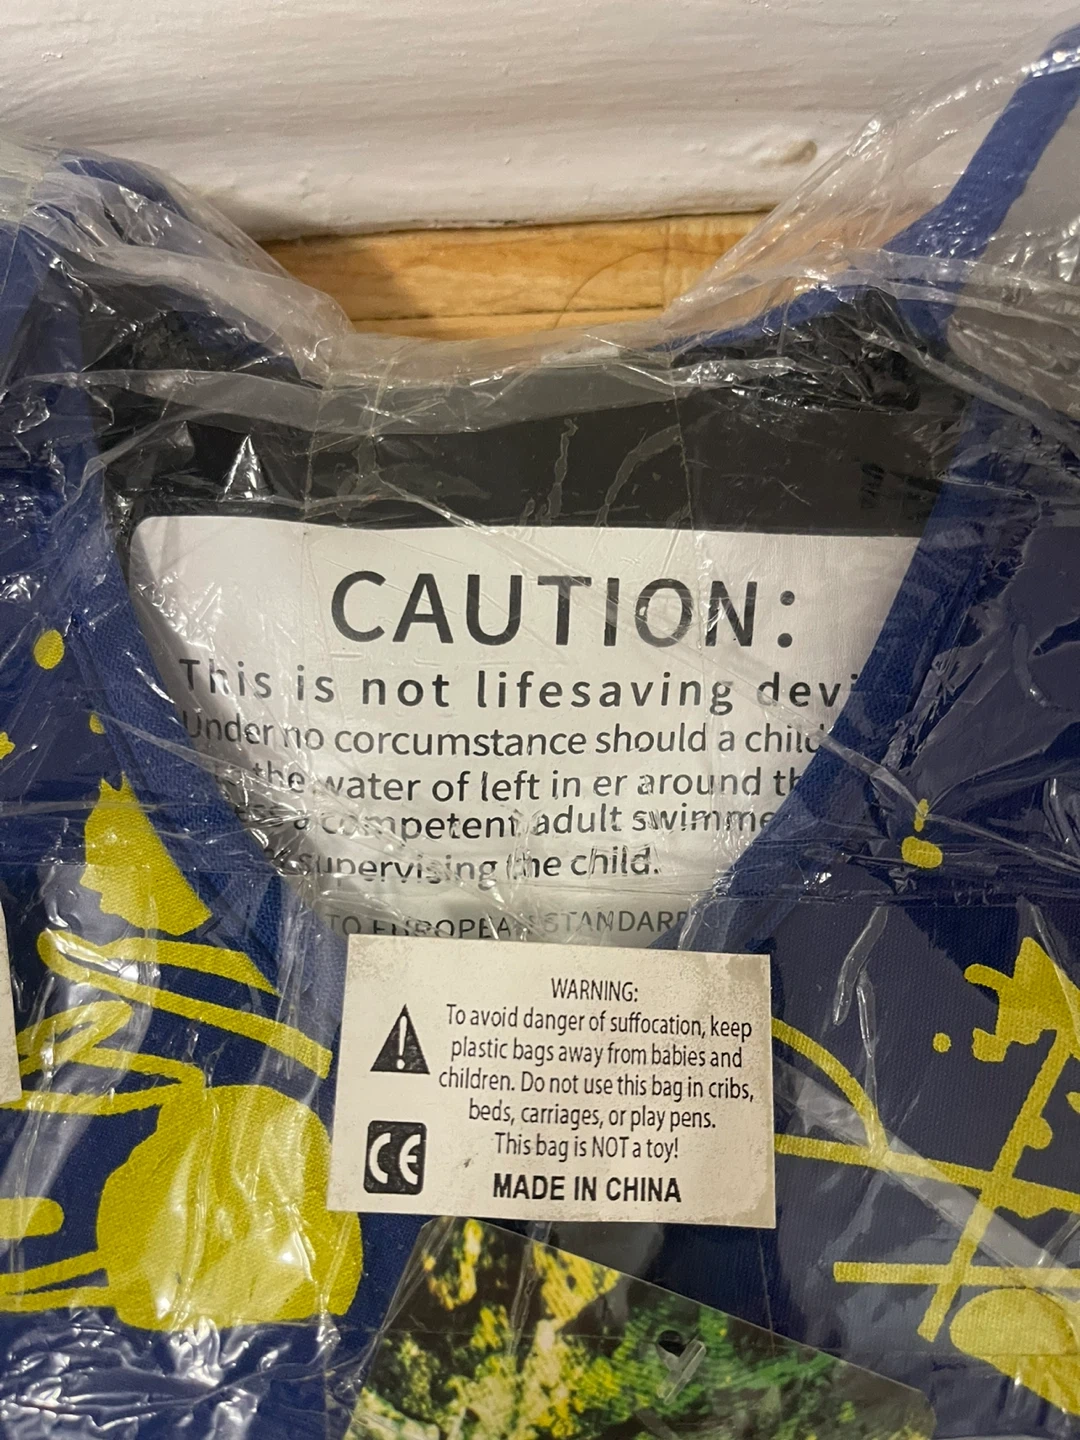 CAUTION:
This is not lifesaving devi
Under no corcumstance should a child
the water of left in er around th
a competent adult swimme
supervising the child.
TO EUROPEAN STANDARD
WARNING:
To avoid danger of suffocation, keep
plastic bags away from babies and
children. Do not use this bag in cribs,
beds, carriages, or play pens.
This bag is NOT a toy!
CE
MADE IN CHINA